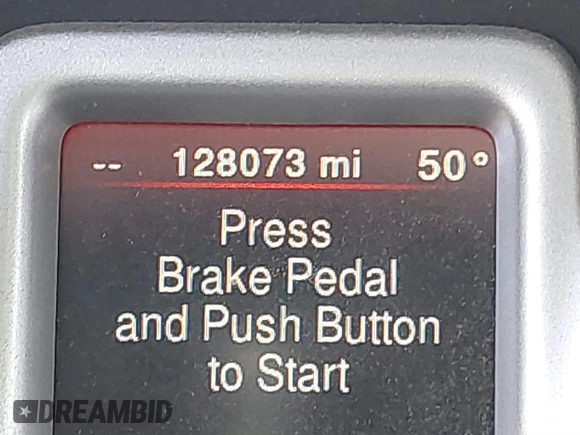 -- 128073 mi 50°
Press
Brake Pedal
and Push Button
to Start
DREAMBID